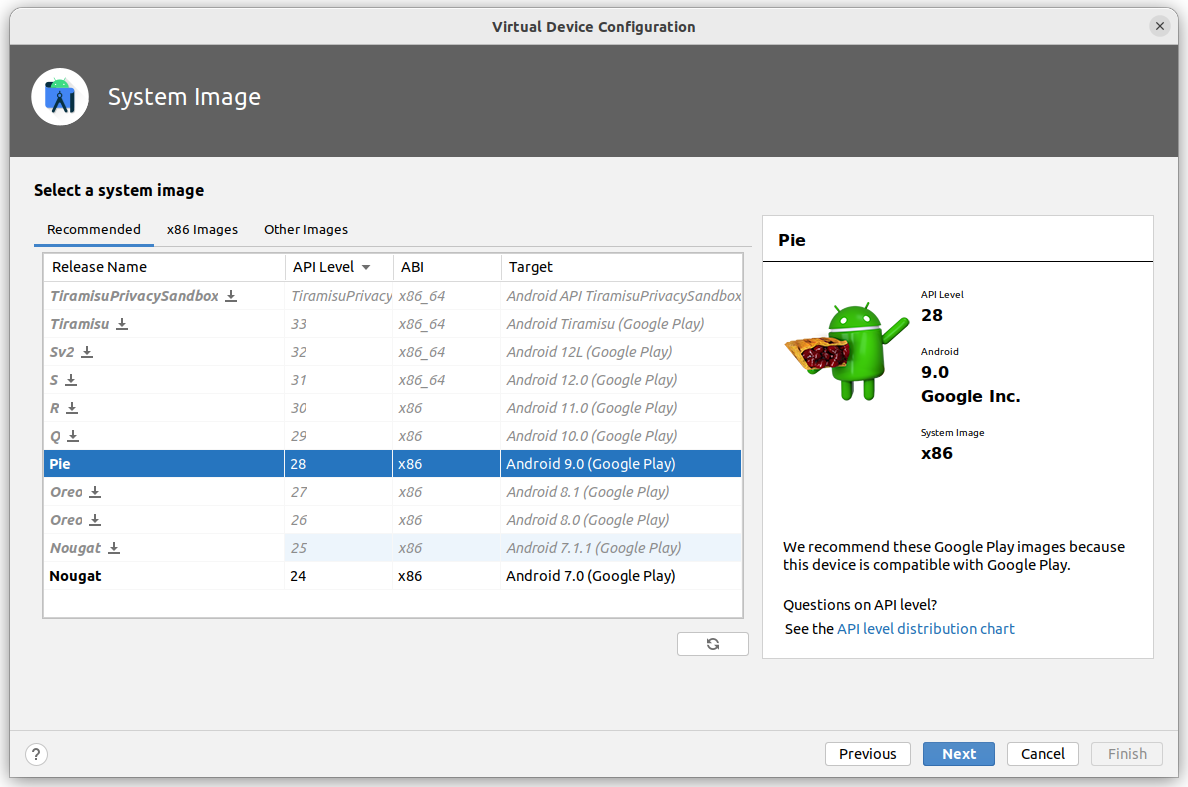 Virtual Device Configuration
System Image
Select a system image
Recommended x86 Images Other Images
Release Name API Level ABI Target
TiramisuPrivacySandbox TiramisuPrivacy x86_64 Android API TiramisuPrivacySandbox
Tiramisu 33 x86_64 Android Tiramisu (Google Play)
Sv2 32 x86_64 Android 12L (Google Play)
S 31 x86_64 Android 12.0 (Google Play)
R 30 x86 Android 11.0 (Google Play)
Q 29 x86 Android 10.0 (Google Play)
Pie 28 x86 Android 9.0 (Google Play)
Oreo 27 x86 Android 8.1 (Google Play)
Oreo 26 x86 Android 8.0 (Google Play)
Nougat 25 x86 Android 7.1.1 (Google Play)
Nougat 24 x86 Android 7.0 (Google Play)
Pie
API Level
28
Android
9.0
Google Inc.
System Image
x86
We recommend these Google Play images because
this device is compatible with Google Play.
Questions on API level?
See the API level distribution chart
? Previous Next Cancel Finish